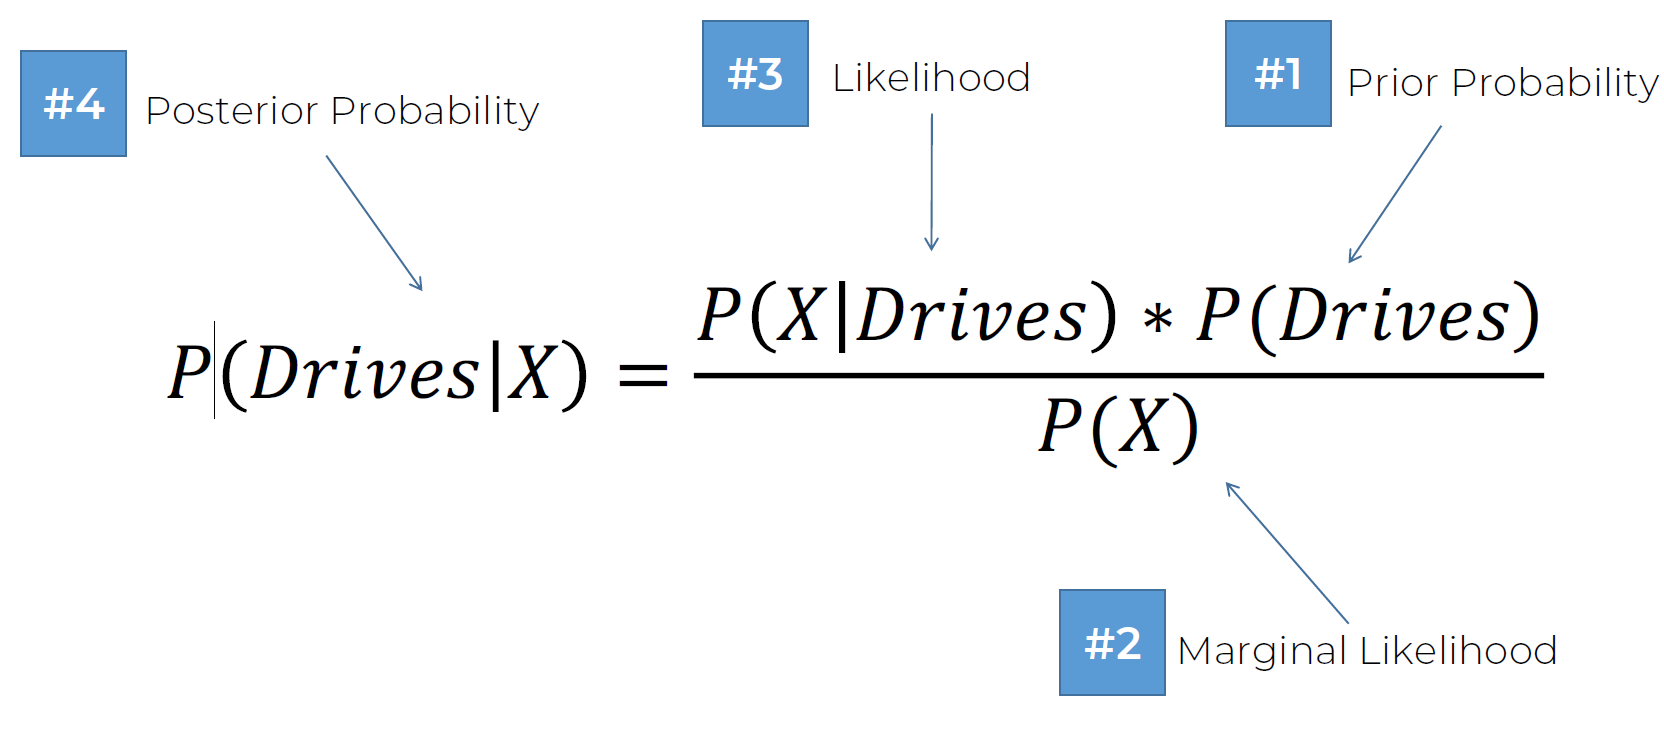 #4 Posterior Probability
#3 Likelihood
#1 Prior Probability
P(Drives|X) = P(X|Drives) * P(Drives)
P(X)
#2 Marginal Likelihood